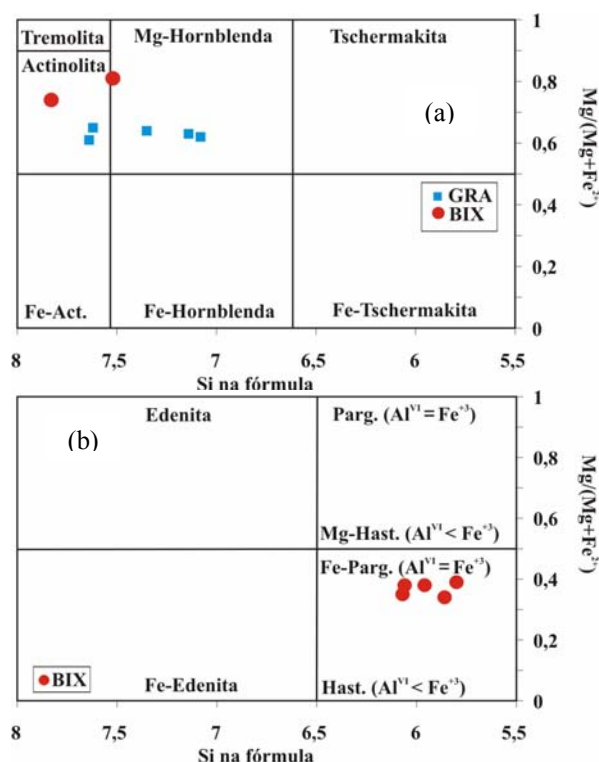 Tremolita
Mg-Hornblenda
Tschermakita
Actinolita
(a)
GRA
BIX
Fe-Act.
Fe-Hornblenda
Fe-Tschermakita
1
0,8
0,6
0,4
0,2
0
Mg/(Mg+Fe²⁺)
8
7,5
7
6,5
6
5,5
Si na fórmula
(b)
Edenita
Parg. (Alⱽᴵ = Fe⁺³)
Mg-Hast. (Alⱽᴵ < Fe⁺³)
Fe-Parg. (Alⱽᴵ = Fe⁺³)
BIX
Fe-Edenita
Hast. (Alⱽᴵ < Fe⁺³)
1
0,8
0,6
0,4
0,2
0
Mg/(Mg+Fe²⁺)
8
7,5
7
6,5
6
5,5
Si na fórmula